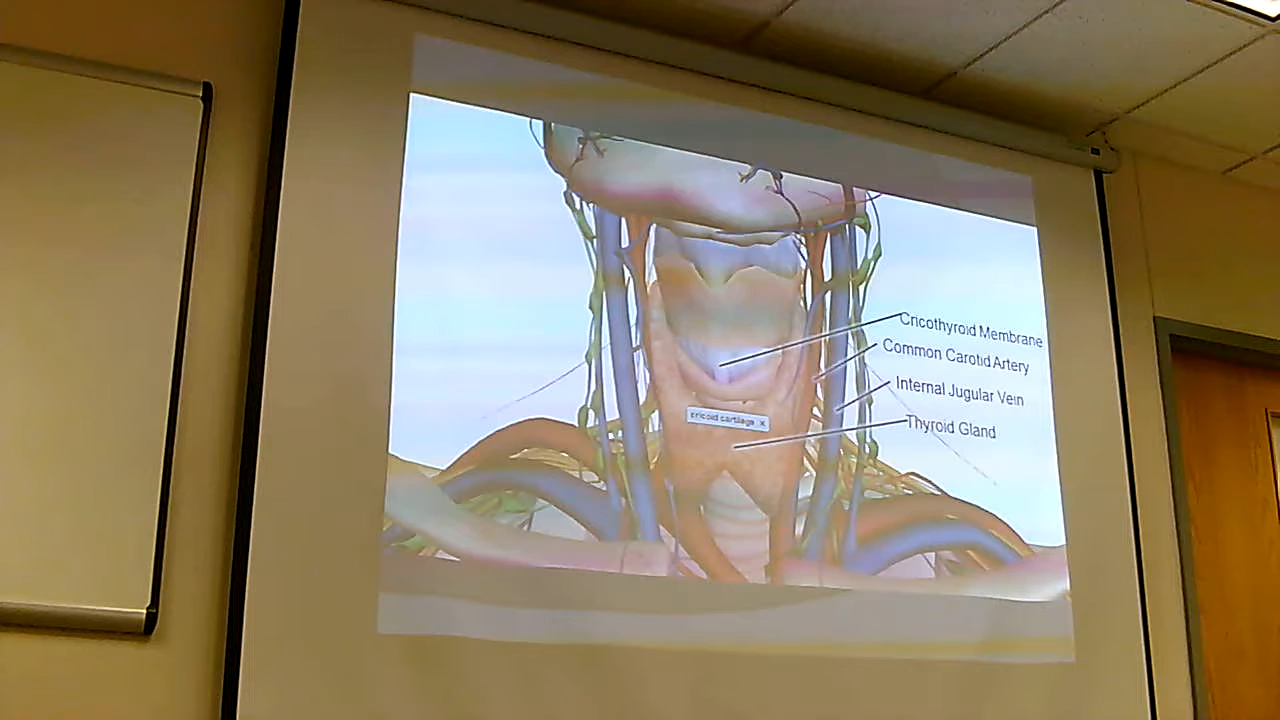 Cricothyroid Membrane
Common Carotid Artery
Internal Jugular Vein
cricoid cartilage ×
Thyroid Gland